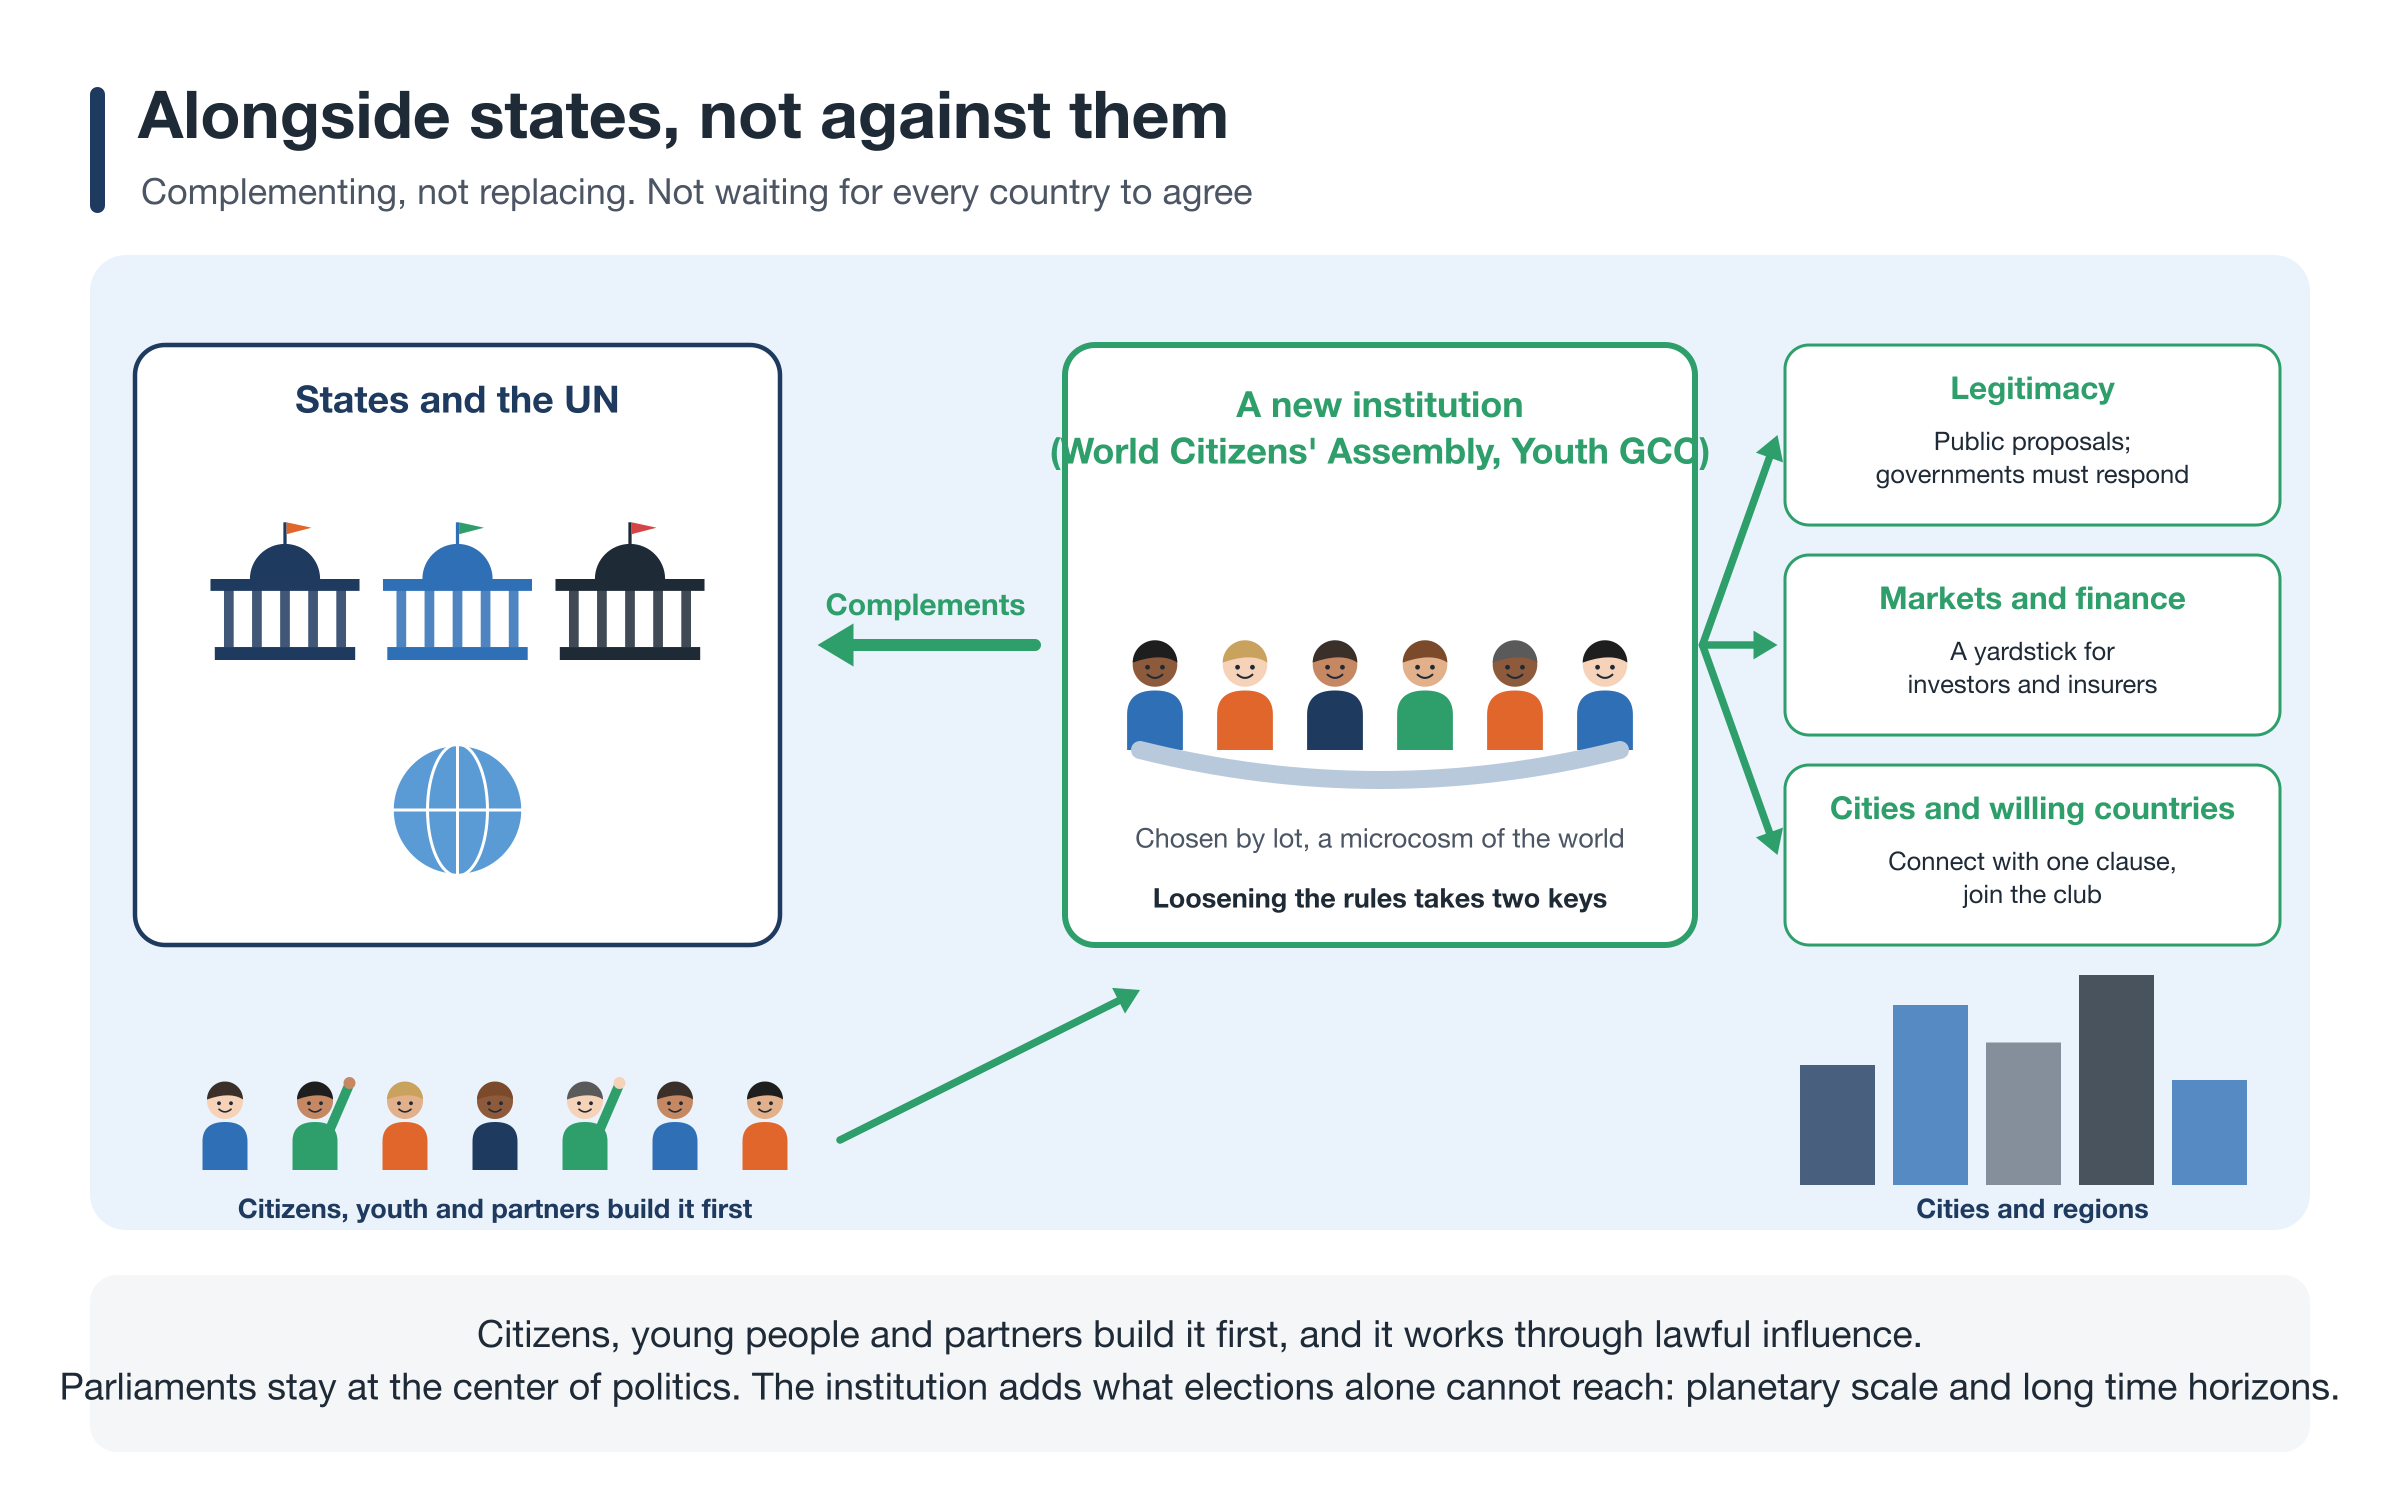 Alongside states, not against them
Complementing, not replacing. Not waiting for every country to agree
States and the UN
Complements
A new institution
(World Citizens' Assembly, Youth GCC)
Chosen by lot, a microcosm of the world
Loosening the rules takes two keys
Legitimacy
Public proposals;
governments must respond
Markets and finance
A yardstick for
investors and insurers
Cities and willing countries
Connect with one clause,
join the club
Citizens, youth and partners build it first
Cities and regions
Citizens, young people and partners build it first, and it works through lawful influence.
Parliaments stay at the center of politics. The institution adds what elections alone cannot reach: planetary scale and long time horizons.